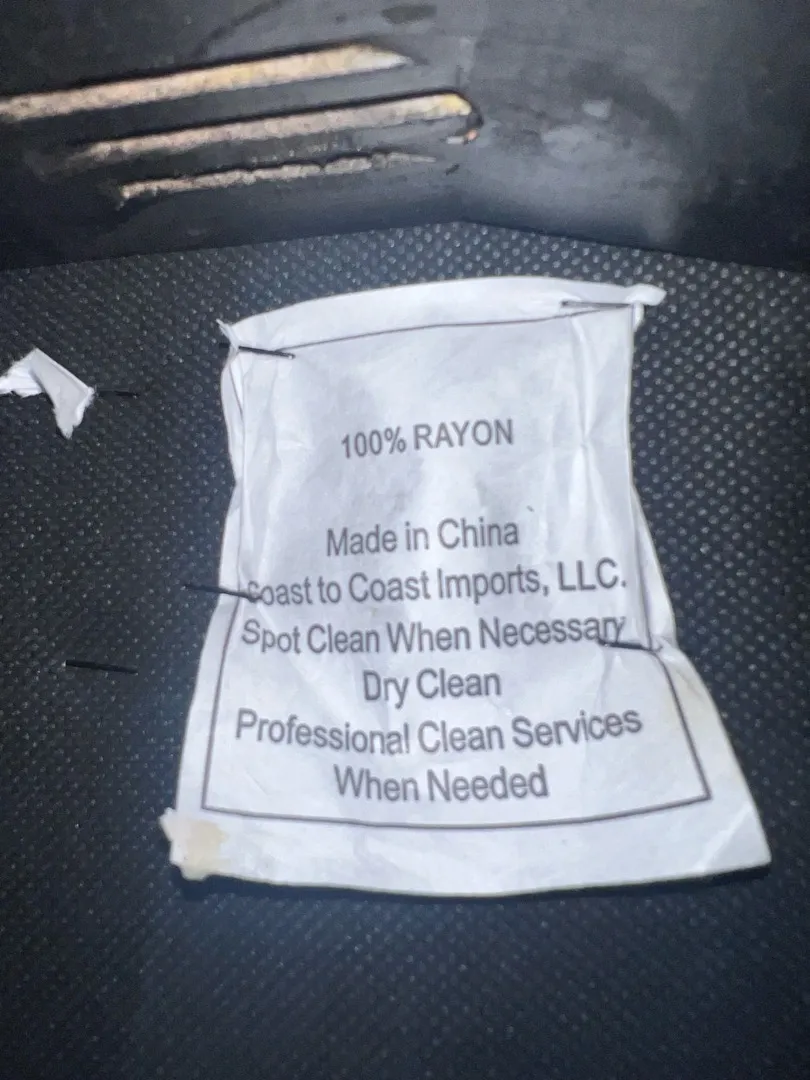 100% RAYON
Made in China
Coast to Coast Imports, LLC.
Spot Clean When Necessary
Dry Clean
Professional Clean Services
When Needed